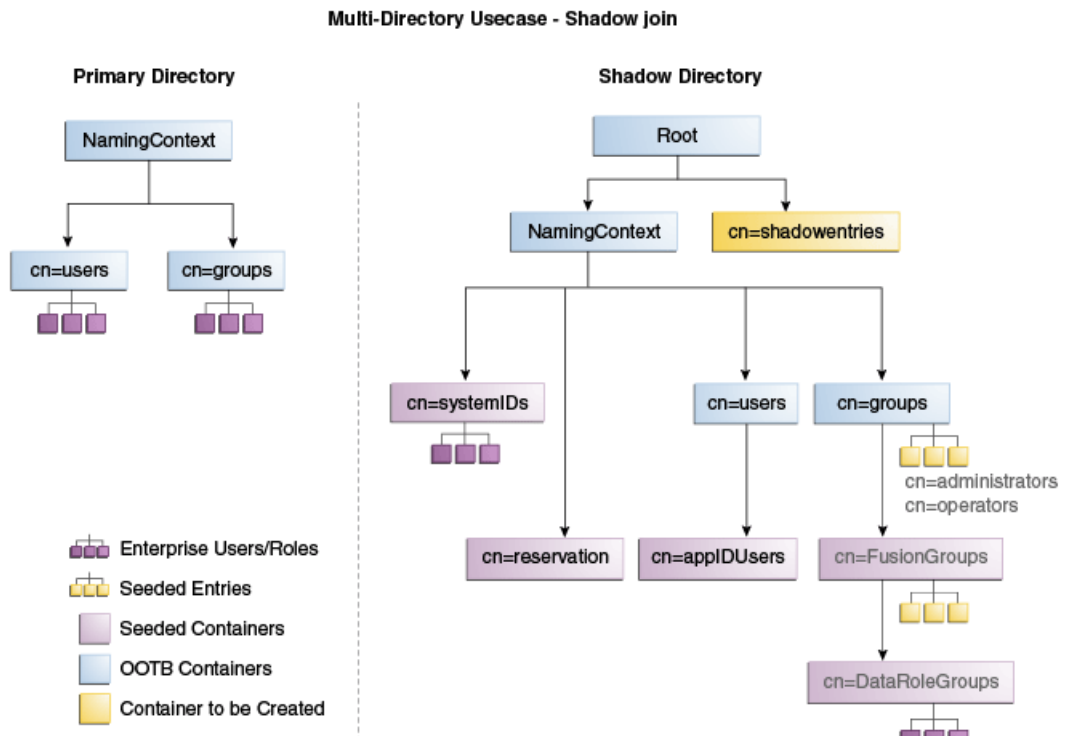 Multi-Directory Usecase - Shadow join
Primary Directory
NamingContext
cn=users
cn=groups
Enterprise Users/Roles
Seeded Entries
Seeded Containers
OOTB Containers
Container to be Created
Shadow Directory
Root
NamingContext
cn=shadowentries
cn=systemIDs
cn=users
cn=groups
cn=administrators
cn=operators
cn=reservation
cn=appIDUsers
cn=FusionGroups
cn=DataRoleGroups